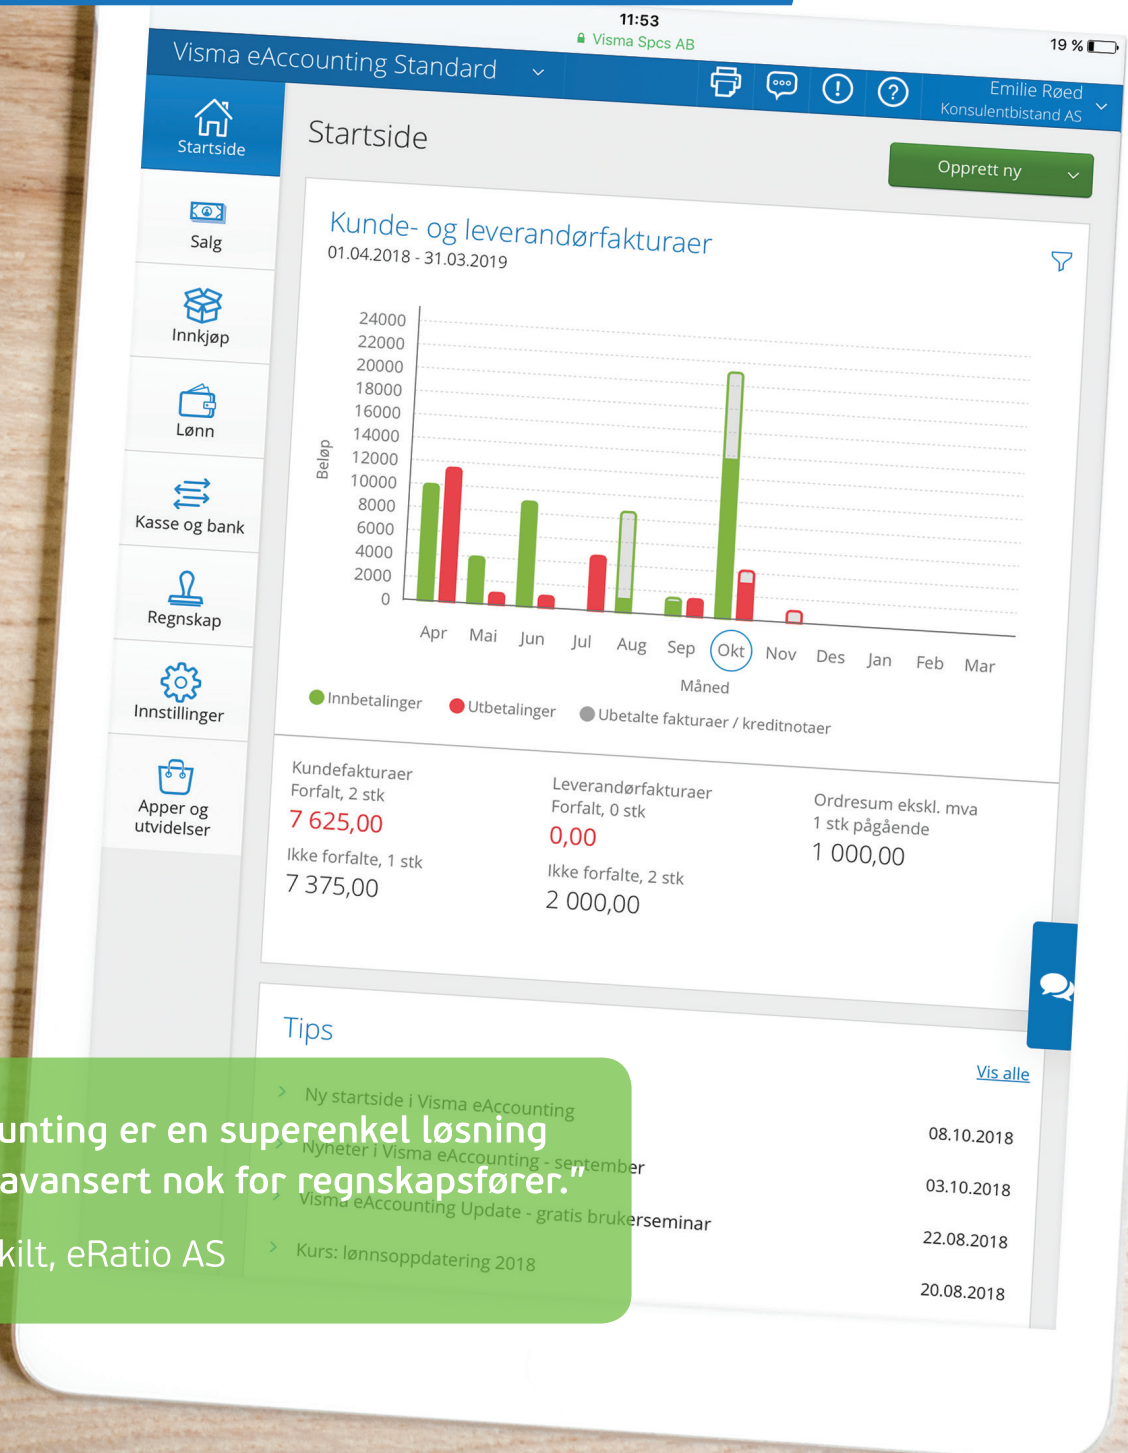 11:53
Visma Spcs AB
19 %
Visma eAccounting Standard
Emilie Røed
Konsulentbistand AS
Startside
Salg
Innkjøp
Lønn
Kasse og bank
Regnskap
Innstillinger
Apper og
utvidelser
Startside
Opprett ny
Kunde- og leverandørfakturaer
01.04.2018 - 31.03.2019
Beløp
24000
22000
20000
18000
16000
14000
12000
10000
8000
6000
4000
2000
0
Apr Mai Jun Jul Aug Sep Okt Nov Des Jan Feb Mar
Måned
Innbetalinger Utbetalinger Ubetalte fakturaer / kreditnotaer
Kundefakturaer
Forfalt, 2 stk
7 625,00
Ikke forfalte, 1 stk
7 375,00
Leverandørfakturaer
Forfalt, 0 stk
0,00
Ikke forfalte, 2 stk
2 000,00
Ordresum ekskl. mva
1 stk pågående
1 000,00
Tips
Vis alle
Ny startside i Visma eAccounting
08.10.2018
Nyheter i Visma eAccounting - september
03.10.2018
Visma eAccounting Update - gratis brukerseminar
22.08.2018
Kurs: lønnsoppdatering 2018
20.08.2018
unting er en superenkel løsning
avansert nok for regnskapsfører."
kilt, eRatio AS